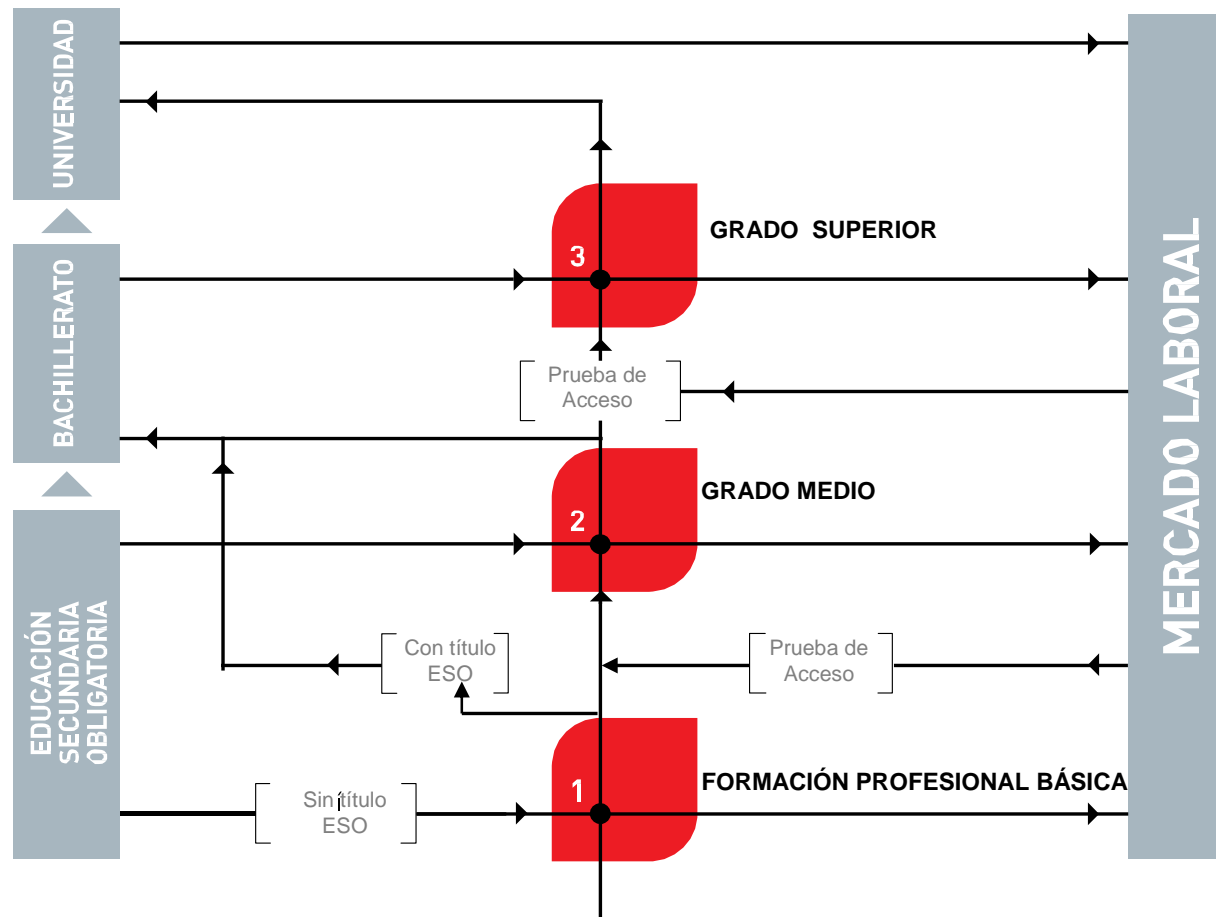 UNIVERSIDAD
3
GRADO SUPERIOR
BACHILLERATO
Prueba de
Acceso
GRADO MEDIO
2
MERCADO LABORAL
EDUCACIÓN
SECUNDARIA
OBLIGATORIA
Con título
ESO
Prueba de
Acceso
1
FORMACIÓN PROFESIONAL BÁSICA
Sin título
ESO